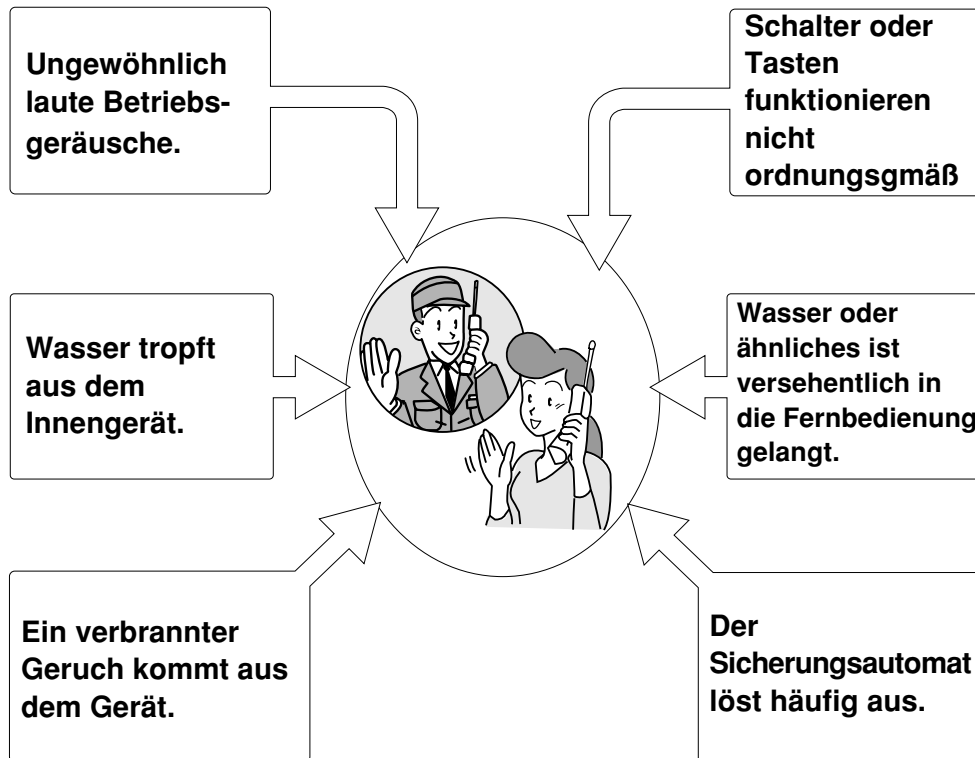 Ungewöhnlich
laute Betriebs-
geräusche.
Schalter oder
Tasten
funktionieren
nicht
ordnungsgmäß
Wasser tropft
aus dem
Innengerät.
Wasser oder
ähnliches ist
versehentlich in
die Fernbedienung
gelangt.
Ein verbrannter
Geruch kommt aus
dem Gerät.
Der
Sicherungsautomat
löst häufig aus.